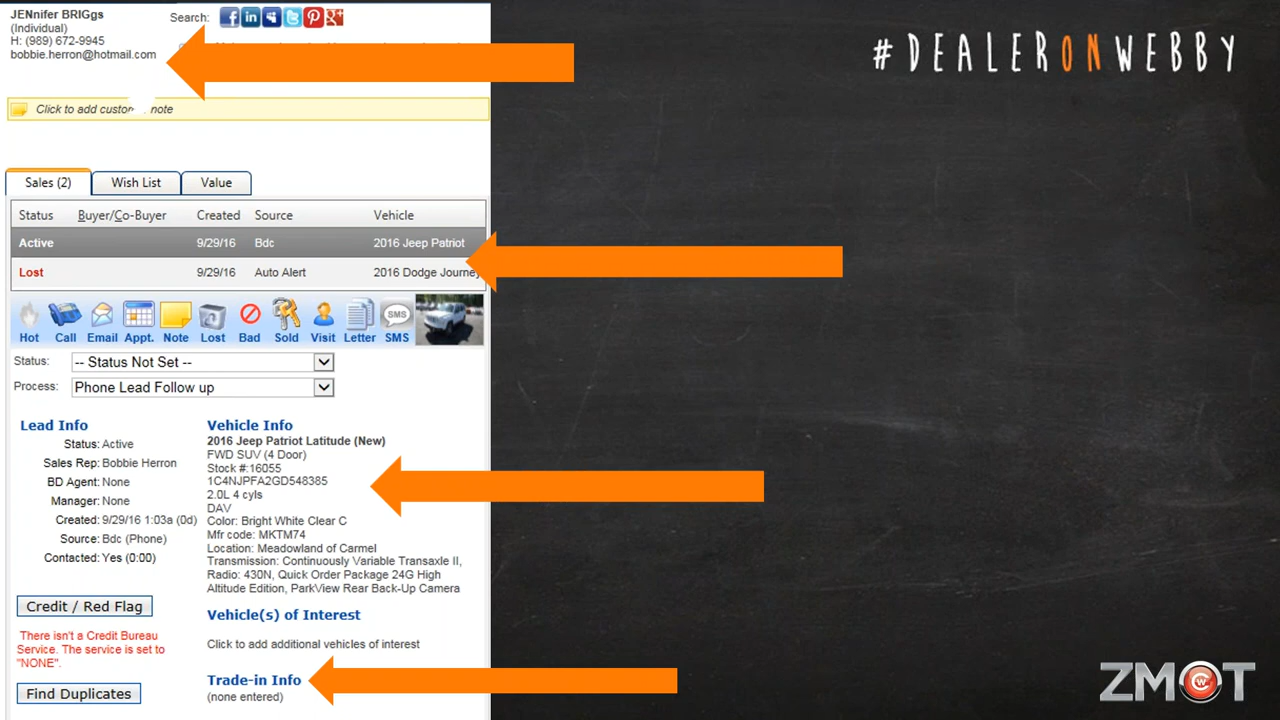 JENnifer BRIGgs
(Individual)
H: (989) 672-9945
bobbie.herron@hotmail.com
Search:
#DEALERONWEBBY
Click to add custom note
Sales (2) Wish List Value
Status Buyer/Co-Buyer Created Source Vehicle
Active 9/29/16 Bdc 2016 Jeep Patriot
Lost 9/29/16 Auto Alert 2016 Dodge Journey
SMS
Hot Call Email Appt. Note Lost Bad Sold Visit Letter SMS
Status: -- Status Not Set --
Process: Phone Lead Follow up
Lead Info
Status: Active
Sales Rep: Bobbie Herron
BD Agent: None
Manager: None
Created: 9/29/16 1:03a (0d)
Source: Bdc (Phone)
Contacted: Yes (0:00)
Credit / Red Flag
There isn't a Credit Bureau
Service. The service is set to
"NONE".
Find Duplicates
Vehicle Info
2016 Jeep Patriot Latitude (New)
FWD SUV (4 Door)
Stock #:16055
1C4NJPFA2GD548385
2.0L 4 cyls
DAV
Color: Bright White Clear C
Mfr code: MKTM74
Location: Meadowland of Carmel
Transmission: Continuously Variable Transaxle II,
Radio: 430N, Quick Order Package 24G High
Altitude Edition, ParkView Rear Back-Up Camera
Vehicle(s) of Interest
Click to add additional vehicles of interest
Trade-in Info
(none entered)
ZMOT